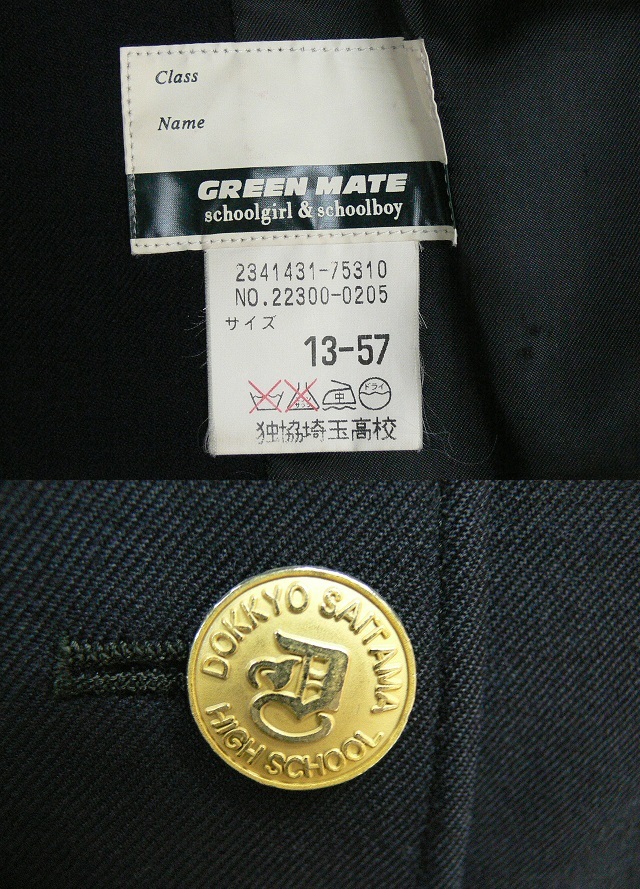 Class
Name
GREEN MATE
schoolgirl & schoolboy
2341431-75310
NO.22300-0205
サイズ
13-57
中
ドライ
独協埼玉高校
DOKKYO SAITAMA
HIGH SCHOOL